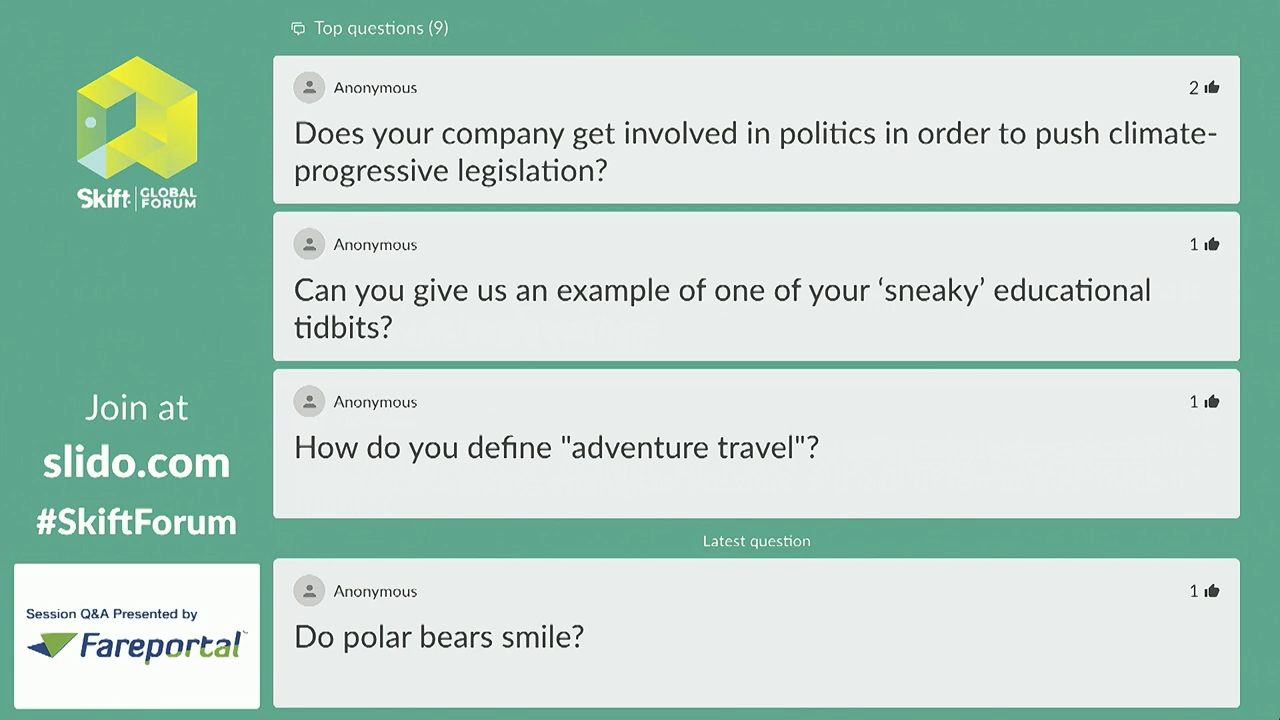 Top questions (9)
Skift GLOBAL FORUM
Anonymous
2
Does your company get involved in politics in order to push climate-
progressive legislation?
Anonymous
1
Can you give us an example of one of your ‘sneaky’ educational
tidbits?
Anonymous
1
How do you define "adventure travel"?
Join at
slido.com
#SkiftForum
Latest question
Anonymous
1
Do polar bears smile?
Session Q&A Presented by
Fareportal™